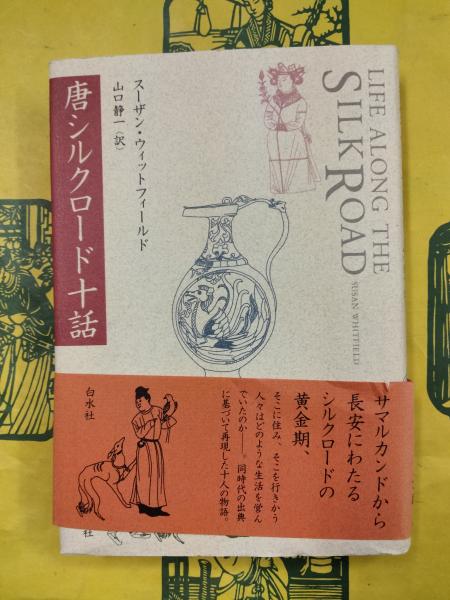 唐シルクロード十話
スーザン・ウィットフィールド
山口静一(訳)
LIFE ALONG THE
SILKROAD
SUSAN WHITFIELD
サマルカンドから
長安にわたる
シルクロードの
黄金期、
そこに住み、そこを行きかう
人々はどのような生活を営ん
でいたのか──。同時代の出典
に基づいて再現した十人の物語。
白水社
社